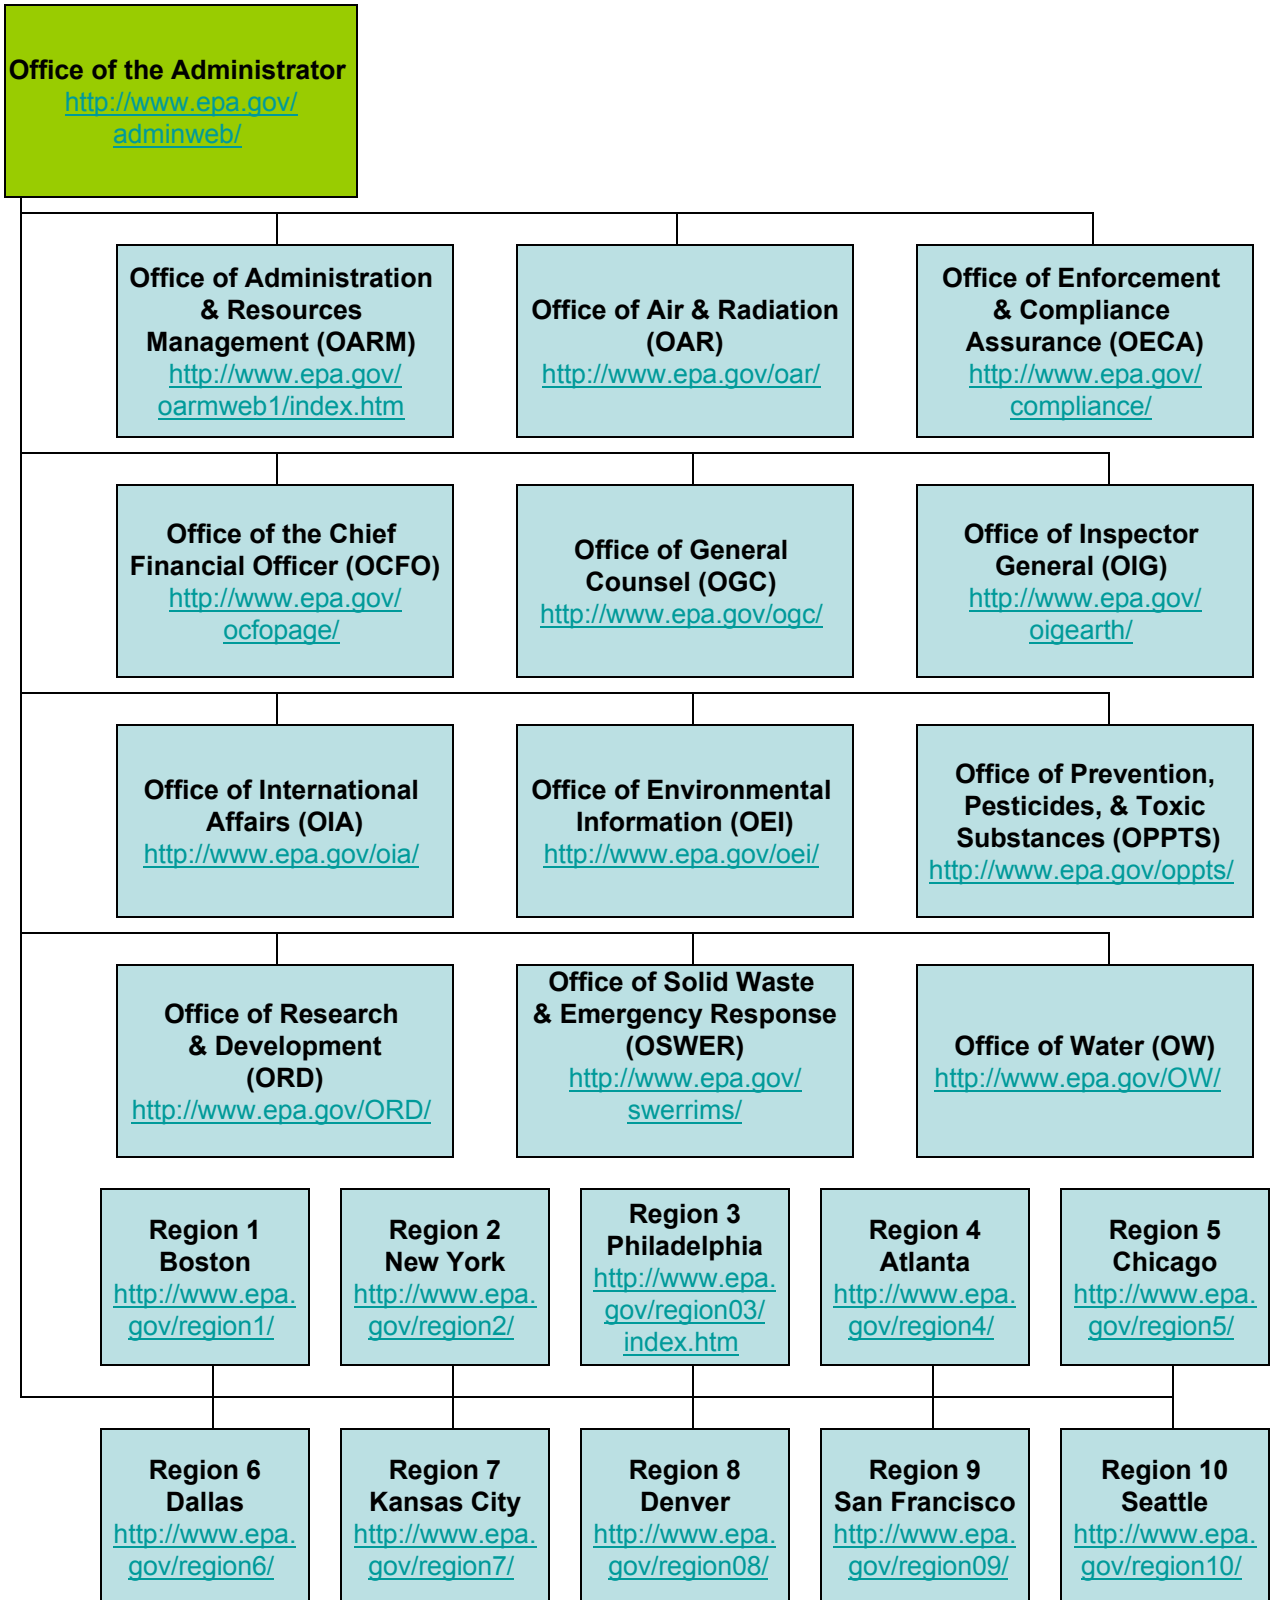 Office of the Administrator
http://www.epa.gov/
adminweb/
Office of Administration
& Resources
Management (OARM)
http://www.epa.gov/
oarmweb1/index.htm
Office of Air & Radiation
(OAR)
http://www.epa.gov/oar/
Office of Enforcement
& Compliance
Assurance (OECA)
http://www.epa.gov/
compliance/
Office of the Chief
Financial Officer (OCFO)
http://www.epa.gov/
ocfopage/
Office of General
Counsel (OGC)
http://www.epa.gov/ogc/
Office of Inspector
General (OIG)
http://www.epa.gov/
oigearth/
Office of International
Affairs (OIA)
http://www.epa.gov/oia/
Office of Environmental
Information (OEI)
http://www.epa.gov/oei/
Office of Prevention,
Pesticides, & Toxic
Substances (OPPTS)
http://www.epa.gov/oppts/
Office of Research
& Development
(ORD)
http://www.epa.gov/ORD/
Office of Solid Waste
& Emergency Response
(OSWER)
http://www.epa.gov/
swerrims/
Office of Water (OW)
http://www.epa.gov/OW/
Region 1
Boston
http://www.epa.
gov/region1/
Region 2
New York
http://www.epa.
gov/region2/
Region 3
Philadelphia
http://www.epa.
gov/region03/
index.htm
Region 4
Atlanta
http://www.epa.
gov/region4/
Region 5
Chicago
http://www.epa.
gov/region5/
Region 6
Dallas
http://www.epa.
gov/region6/
Region 7
Kansas City
http://www.epa.
gov/region7/
Region 8
Denver
http://www.epa.
gov/region08/
Region 9
San Francisco
http://www.epa.
gov/region09/
Region 10
Seattle
http://www.epa.
gov/region10/